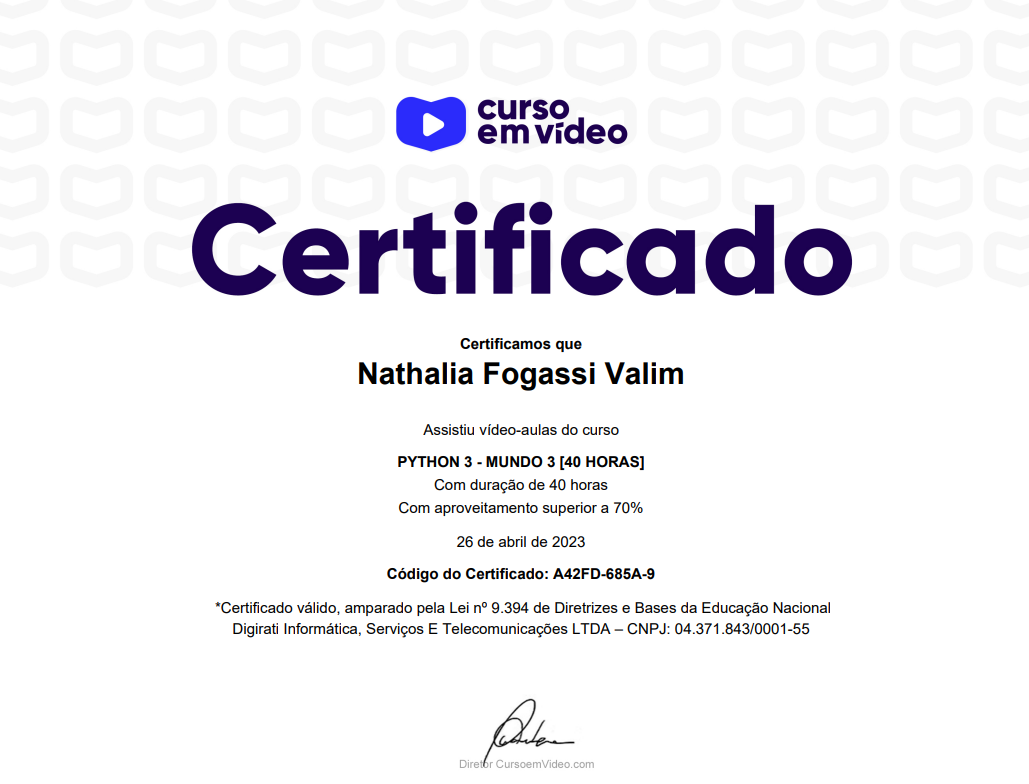 curso
em vídeo
Certificado
Certificamos que
Nathalia Fogassi Valim
Assistiu vídeo-aulas do curso
PYTHON 3 - MUNDO 3 [40 HORAS]
Com duração de 40 horas
Com aproveitamento superior a 70%
26 de abril de 2023
Código do Certificado: A42FD-685A-9
*Certificado válido, amparado pela Lei nº 9.394 de Diretrizes e Bases da Educação Nacional
Digirati Informática, Serviços E Telecomunicações LTDA – CNPJ: 04.371.843/0001-55
Diretor CursoemVideo.com